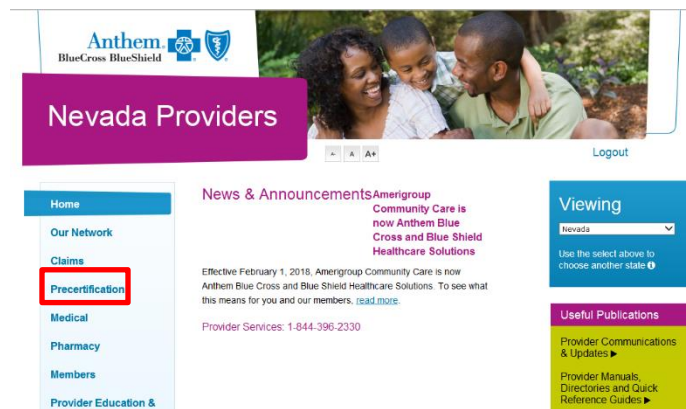 Anthem.
BlueCross BlueShield
Nevada Providers
A- A A+
Logout
Home
Our Network
Claims
Precertification
Medical
Pharmacy
Members
Provider Education &
News & Announcements
Amerigroup
Community Care is
now Anthem Blue
Cross and Blue Shield
Healthcare Solutions
Effective February 1, 2018, Amerigroup Community Care is now
Anthem Blue Cross and Blue Shield Healthcare Solutions. To see what
this means for you and our members, read more.
Provider Services: 1-844-396-2330
Viewing
Nevada
Use the select above to
choose another state
Useful Publications
Provider Communications
& Updates ▶
Provider Manuals,
Directories and Quick
Reference Guides ▶